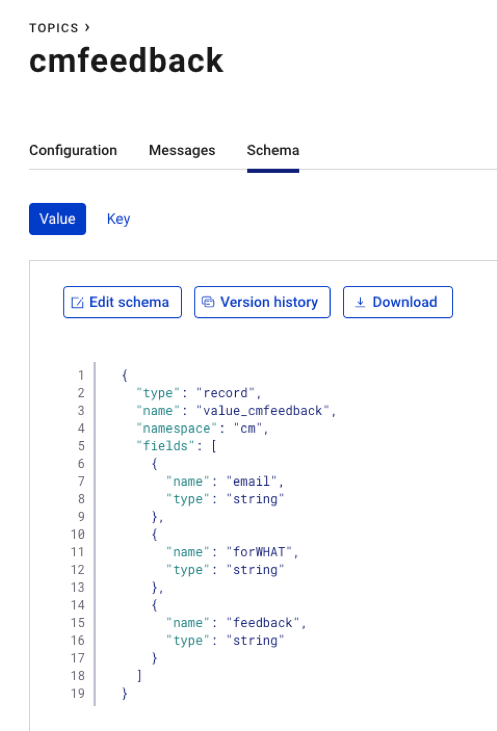 TOPICS ›
cmfeedback
Configuration Messages Schema
Value Key
Edit schema Version history Download
1 {
2 "type": "record",
3 "name": "value_cmfeedback",
4 "namespace": "cm",
5 "fields": [
6 {
7 "name": "email",
8 "type": "string"
9 },
10 {
11 "name": "forWHAT",
12 "type": "string"
13 },
14 {
15 "name": "feedback",
16 "type": "string"
17 }
18 ]
19 }